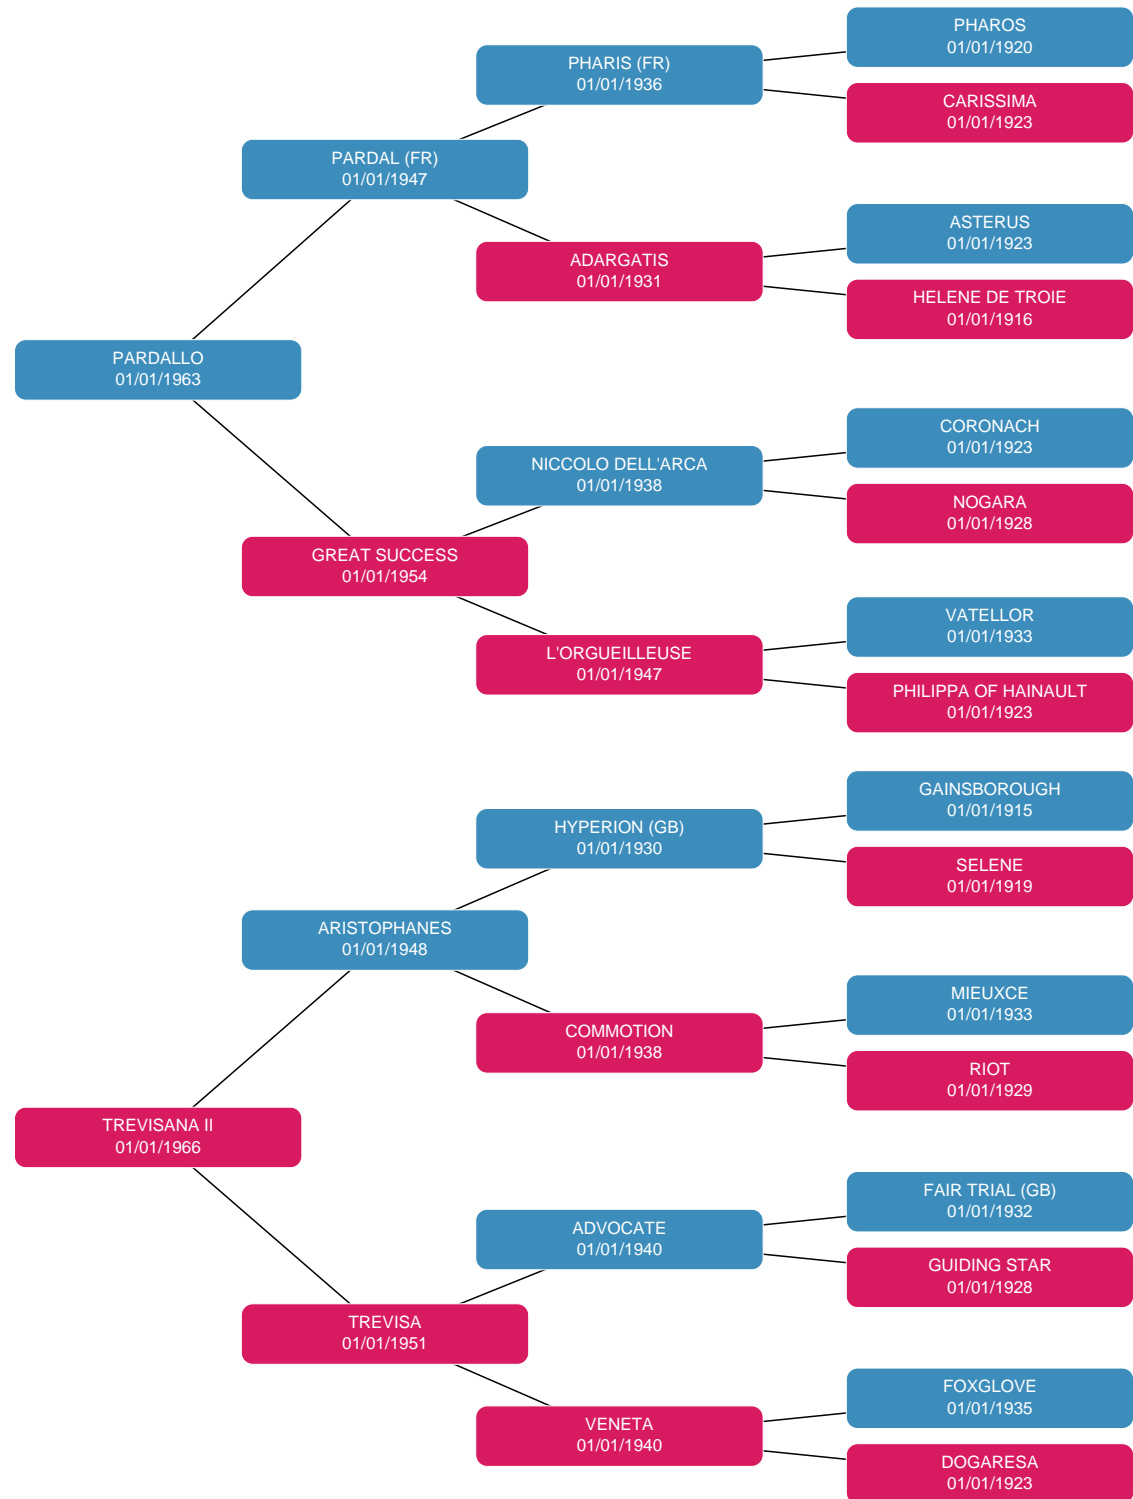 PHAROS
01/01/1920
PHARIS (FR)
01/01/1936
CARISSIMA
01/01/1923
PARDAL (FR)
01/01/1947
ASTERUS
01/01/1923
ADARGATIS
01/01/1931
HELENE DE TROIE
01/01/1916
PARDALLO
01/01/1963
CORONACH
01/01/1923
NICCOLO DELL'ARCA
01/01/1938
NOGARA
01/01/1928
GREAT SUCCESS
01/01/1954
VATELLOR
01/01/1933
L'ORGUEILLEUSE
01/01/1947
PHILIPPA OF HAINAULT
01/01/1923
GAINSBOROUGH
01/01/1915
HYPERION (GB)
01/01/1930
SELENE
01/01/1919
ARISTOPHANES
01/01/1948
MIEUXCE
01/01/1933
COMMOTION
01/01/1938
RIOT
01/01/1929
TREVISANA II
01/01/1966
FAIR TRIAL (GB)
01/01/1932
ADVOCATE
01/01/1940
GUIDING STAR
01/01/1928
TREVISA
01/01/1951
FOXGLOVE
01/01/1935
VENETA
01/01/1940
DOGARESA
01/01/1923